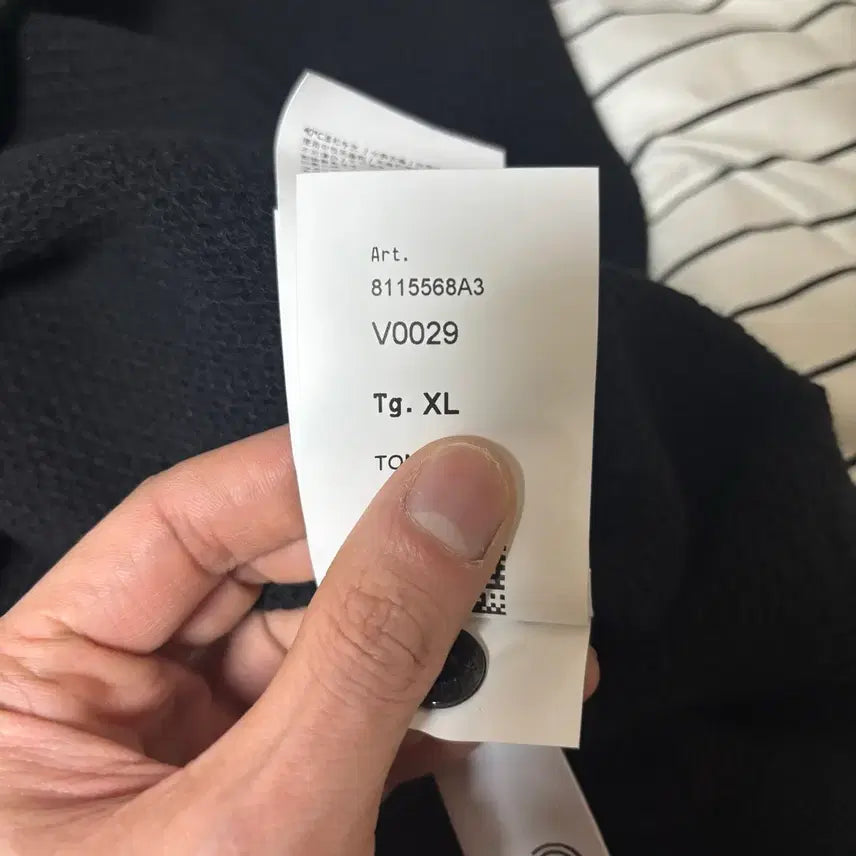 Art.
8115568A3
V0029
Tg. XL